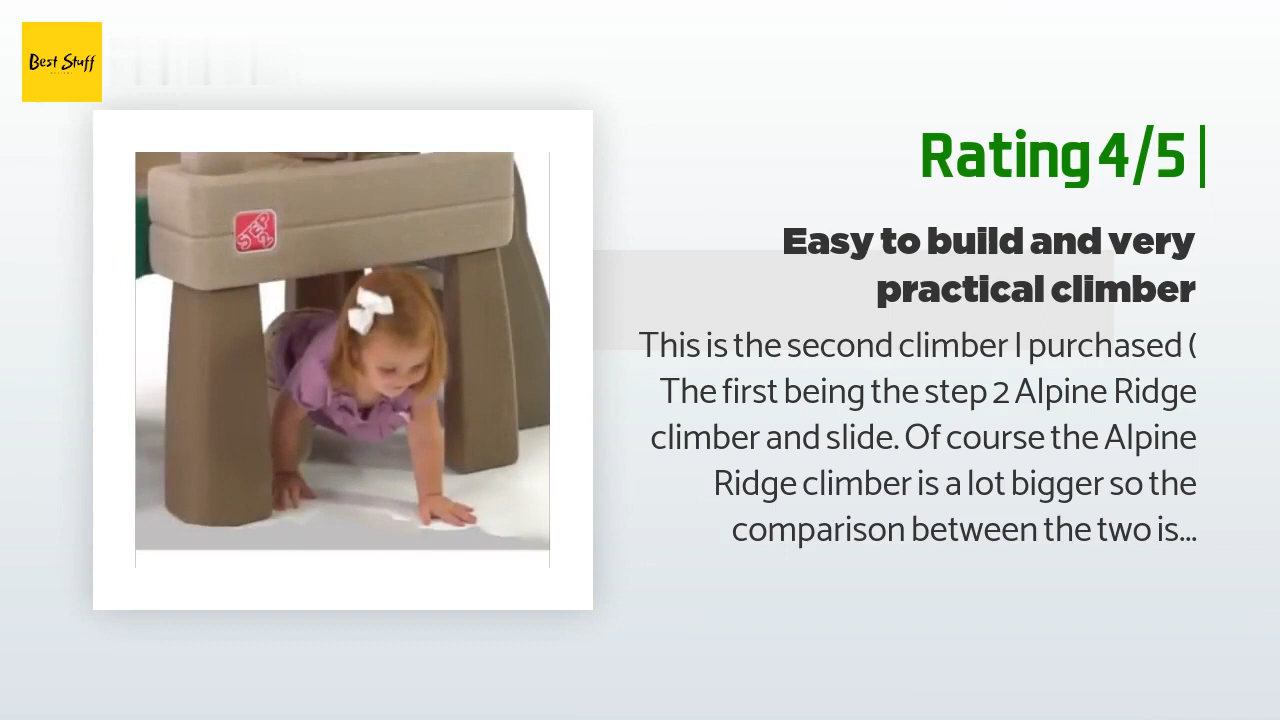 Best Stuff
Rating 4/5
STEP2
Easy to build and very
practical climber
This is the second climber I purchased (
The first being the step 2 Alpine Ridge
climber and slide. Of course the Alpine
Ridge climber is a lot bigger so the
comparison between the two is...